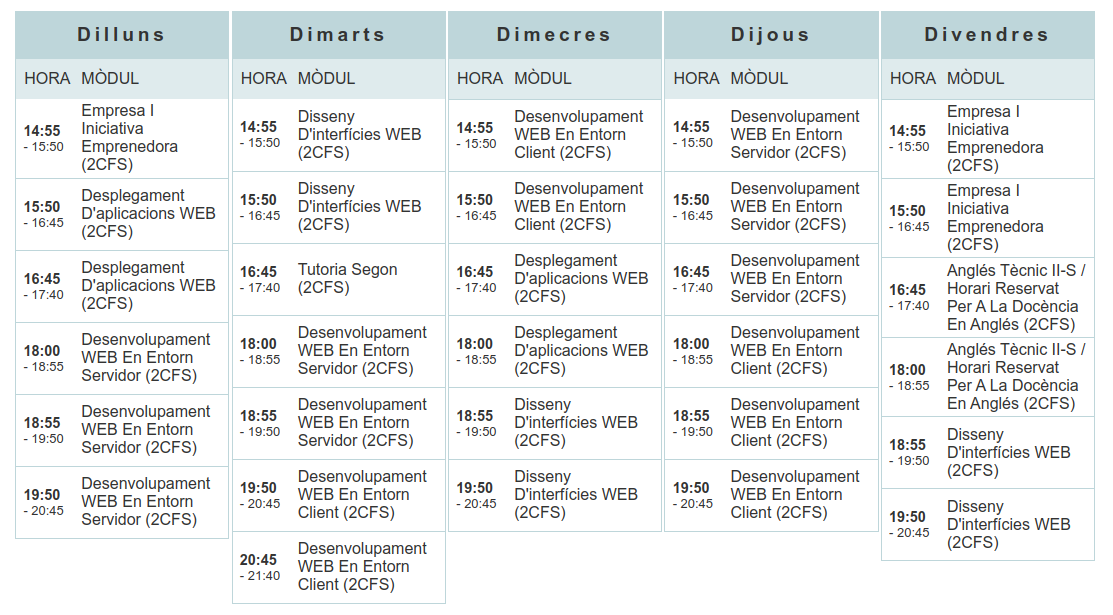 Dilluns
HORA MÒDUL
14:55
- 15:50
Empresa I
Iniciativa
Emprenedora
(2CFS)
15:50
- 16:45
Desplegament
D'aplicacions WEB
(2CFS)
16:45
- 17:40
Desplegament
D'aplicacions WEB
(2CFS)
18:00
- 18:55
Desenvolupament
WEB En Entorn
Servidor (2CFS)
18:55
- 19:50
Desenvolupament
WEB En Entorn
Servidor (2CFS)
19:50
- 20:45
Desenvolupament
WEB En Entorn
Servidor (2CFS)
Dimarts
HORA MÒDUL
14:55
- 15:50
Disseny
D'interfícies WEB
(2CFS)
15:50
- 16:45
Disseny
D'interfícies WEB
(2CFS)
16:45
- 17:40
Tutoria Segon
(2CFS)
18:00
- 18:55
Desenvolupament
WEB En Entorn
Servidor (2CFS)
18:55
- 19:50
Desenvolupament
WEB En Entorn
Servidor (2CFS)
19:50
- 20:45
Desenvolupament
WEB En Entorn
Client (2CFS)
20:45
- 21:40
Desenvolupament
WEB En Entorn
Client (2CFS)
Dimecres
HORA MÒDUL
14:55
- 15:50
Desenvolupament
WEB En Entorn
Client (2CFS)
15:50
- 16:45
Desenvolupament
WEB En Entorn
Client (2CFS)
16:45
- 17:40
Desplegament
D'aplicacions WEB
(2CFS)
18:00
- 18:55
Desplegament
D'aplicacions WEB
(2CFS)
18:55
- 19:50
Disseny
D'interfícies WEB
(2CFS)
19:50
- 20:45
Disseny
D'interfícies WEB
(2CFS)
Dijous
HORA MÒDUL
14:55
- 15:50
Desenvolupament
WEB En Entorn
Servidor (2CFS)
15:50
- 16:45
Desenvolupament
WEB En Entorn
Servidor (2CFS)
16:45
- 17:40
Desenvolupament
WEB En Entorn
Servidor (2CFS)
18:00
- 18:55
Desenvolupament
WEB En Entorn
Client (2CFS)
18:55
- 19:50
Desenvolupament
WEB En Entorn
Client (2CFS)
19:50
- 20:45
Desenvolupament
WEB En Entorn
Client (2CFS)
Divendres
HORA MÒDUL
14:55
- 15:50
Empresa I
Iniciativa
Emprenedora
(2CFS)
15:50
- 16:45
Empresa I
Iniciativa
Emprenedora
(2CFS)
16:45
- 17:40
Anglés Tècnic II-S /
Horari Reservat
Per A La Docència
En Anglés (2CFS)
18:00
- 18:55
Anglés Tècnic II-S /
Horari Reservat
Per A La Docència
En Anglés (2CFS)
18:55
- 19:50
Disseny
D'interfícies WEB
(2CFS)
19:50
- 20:45
Disseny
D'interfícies WEB
(2CFS)